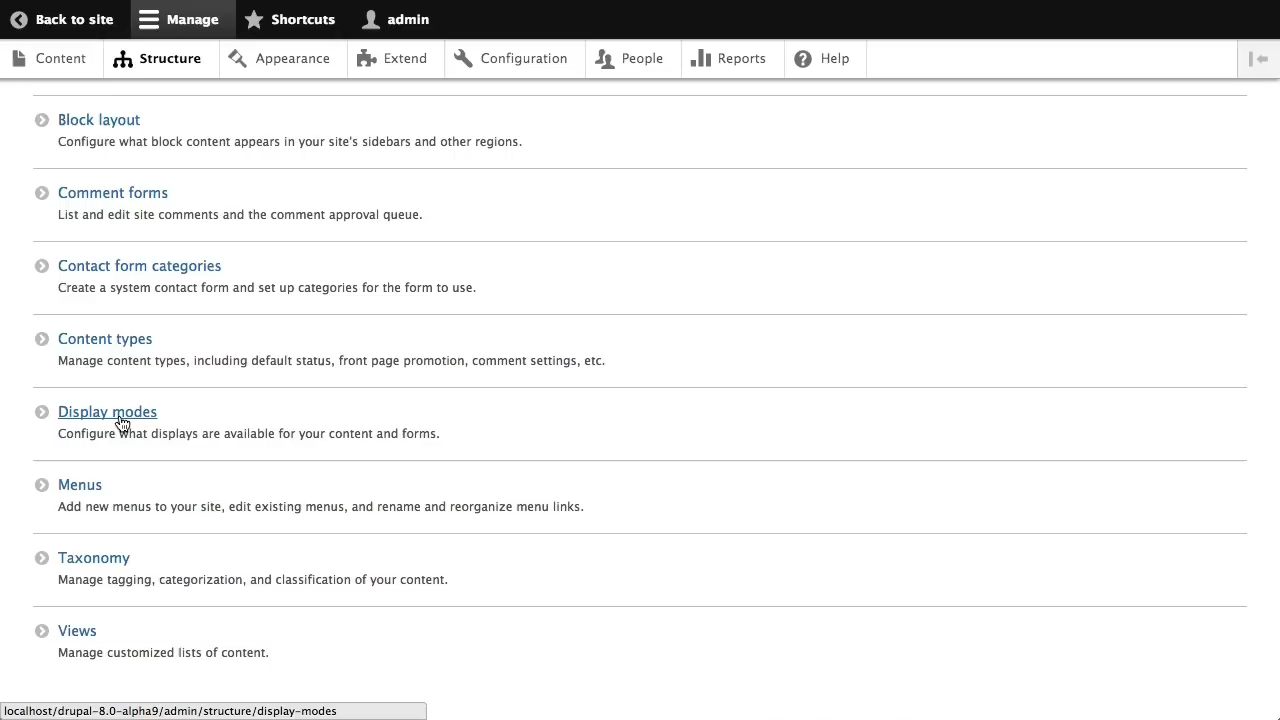 Back to site Manage Shortcuts admin
Content Structure Appearance Extend Configuration People Reports Help
Block layout
Configure what block content appears in your site's sidebars and other regions.
Comment forms
List and edit site comments and the comment approval queue.
Contact form categories
Create a system contact form and set up categories for the form to use.
Content types
Manage content types, including default status, front page promotion, comment settings, etc.
Display modes
Configure what displays are available for your content and forms.
Menus
Add new menus to your site, edit existing menus, and rename and reorganize menu links.
Taxonomy
Manage tagging, categorization, and classification of your content.
Views
Manage customized lists of content.
localhost/drupal-8.0-alpha9/admin/structure/display-modes